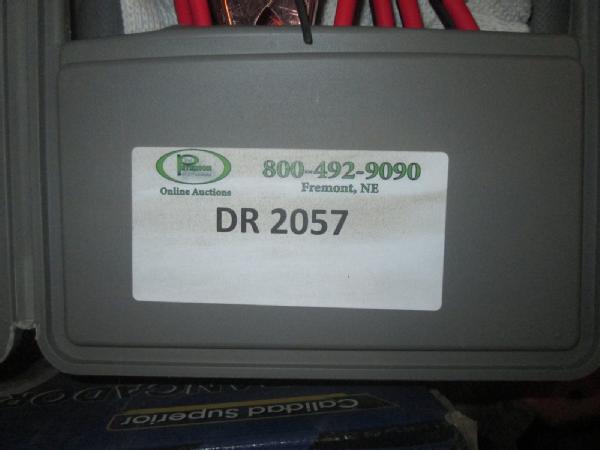 800-492-9090
Online Auctions
Fremont, NE
DR 2057
Calidad Superior